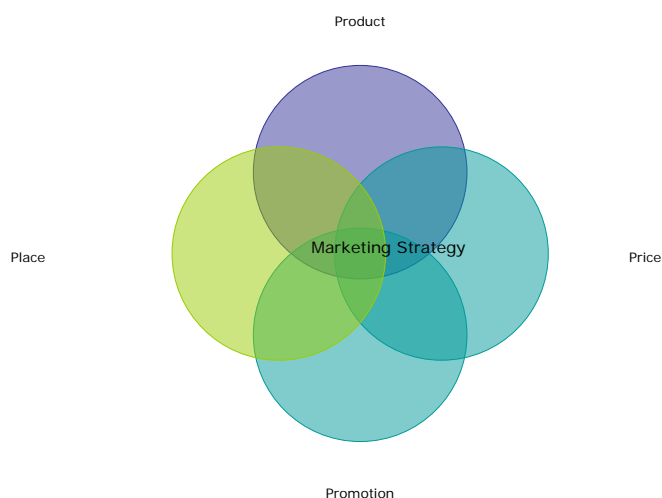 Product
Marketing Strategy
Place
Price
Promotion